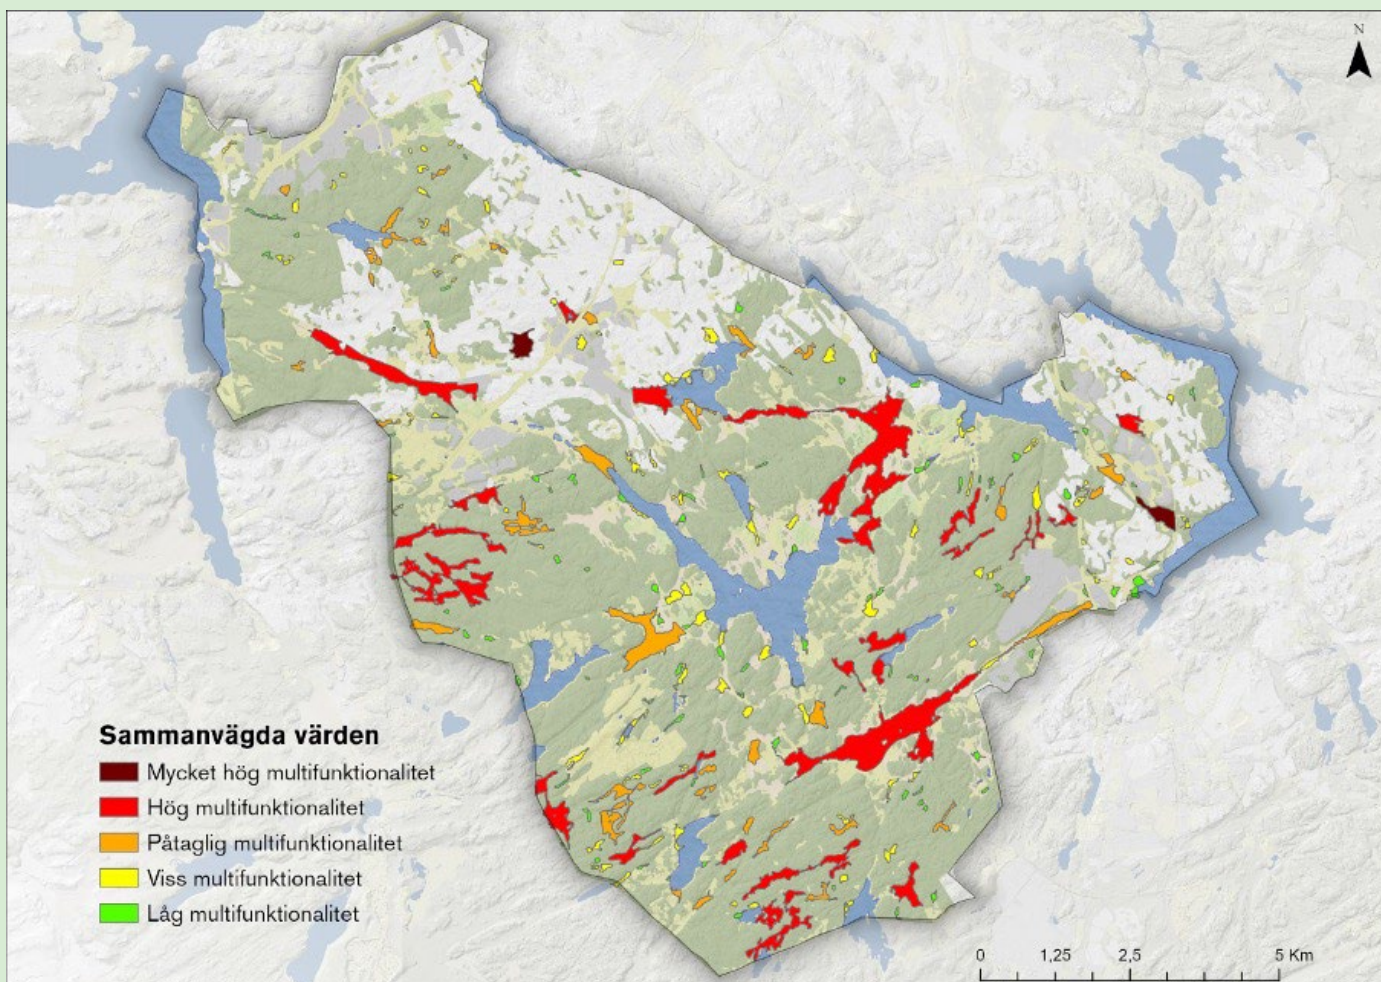 N
Sammanvägda värden
Mycket hög multifunktionalitet
Hög multifunktionalitet
Påtaglig multifunktionalitet
Viss multifunktionalitet
Låg multifunktionalitet
0 1,25 2,5 5 Km